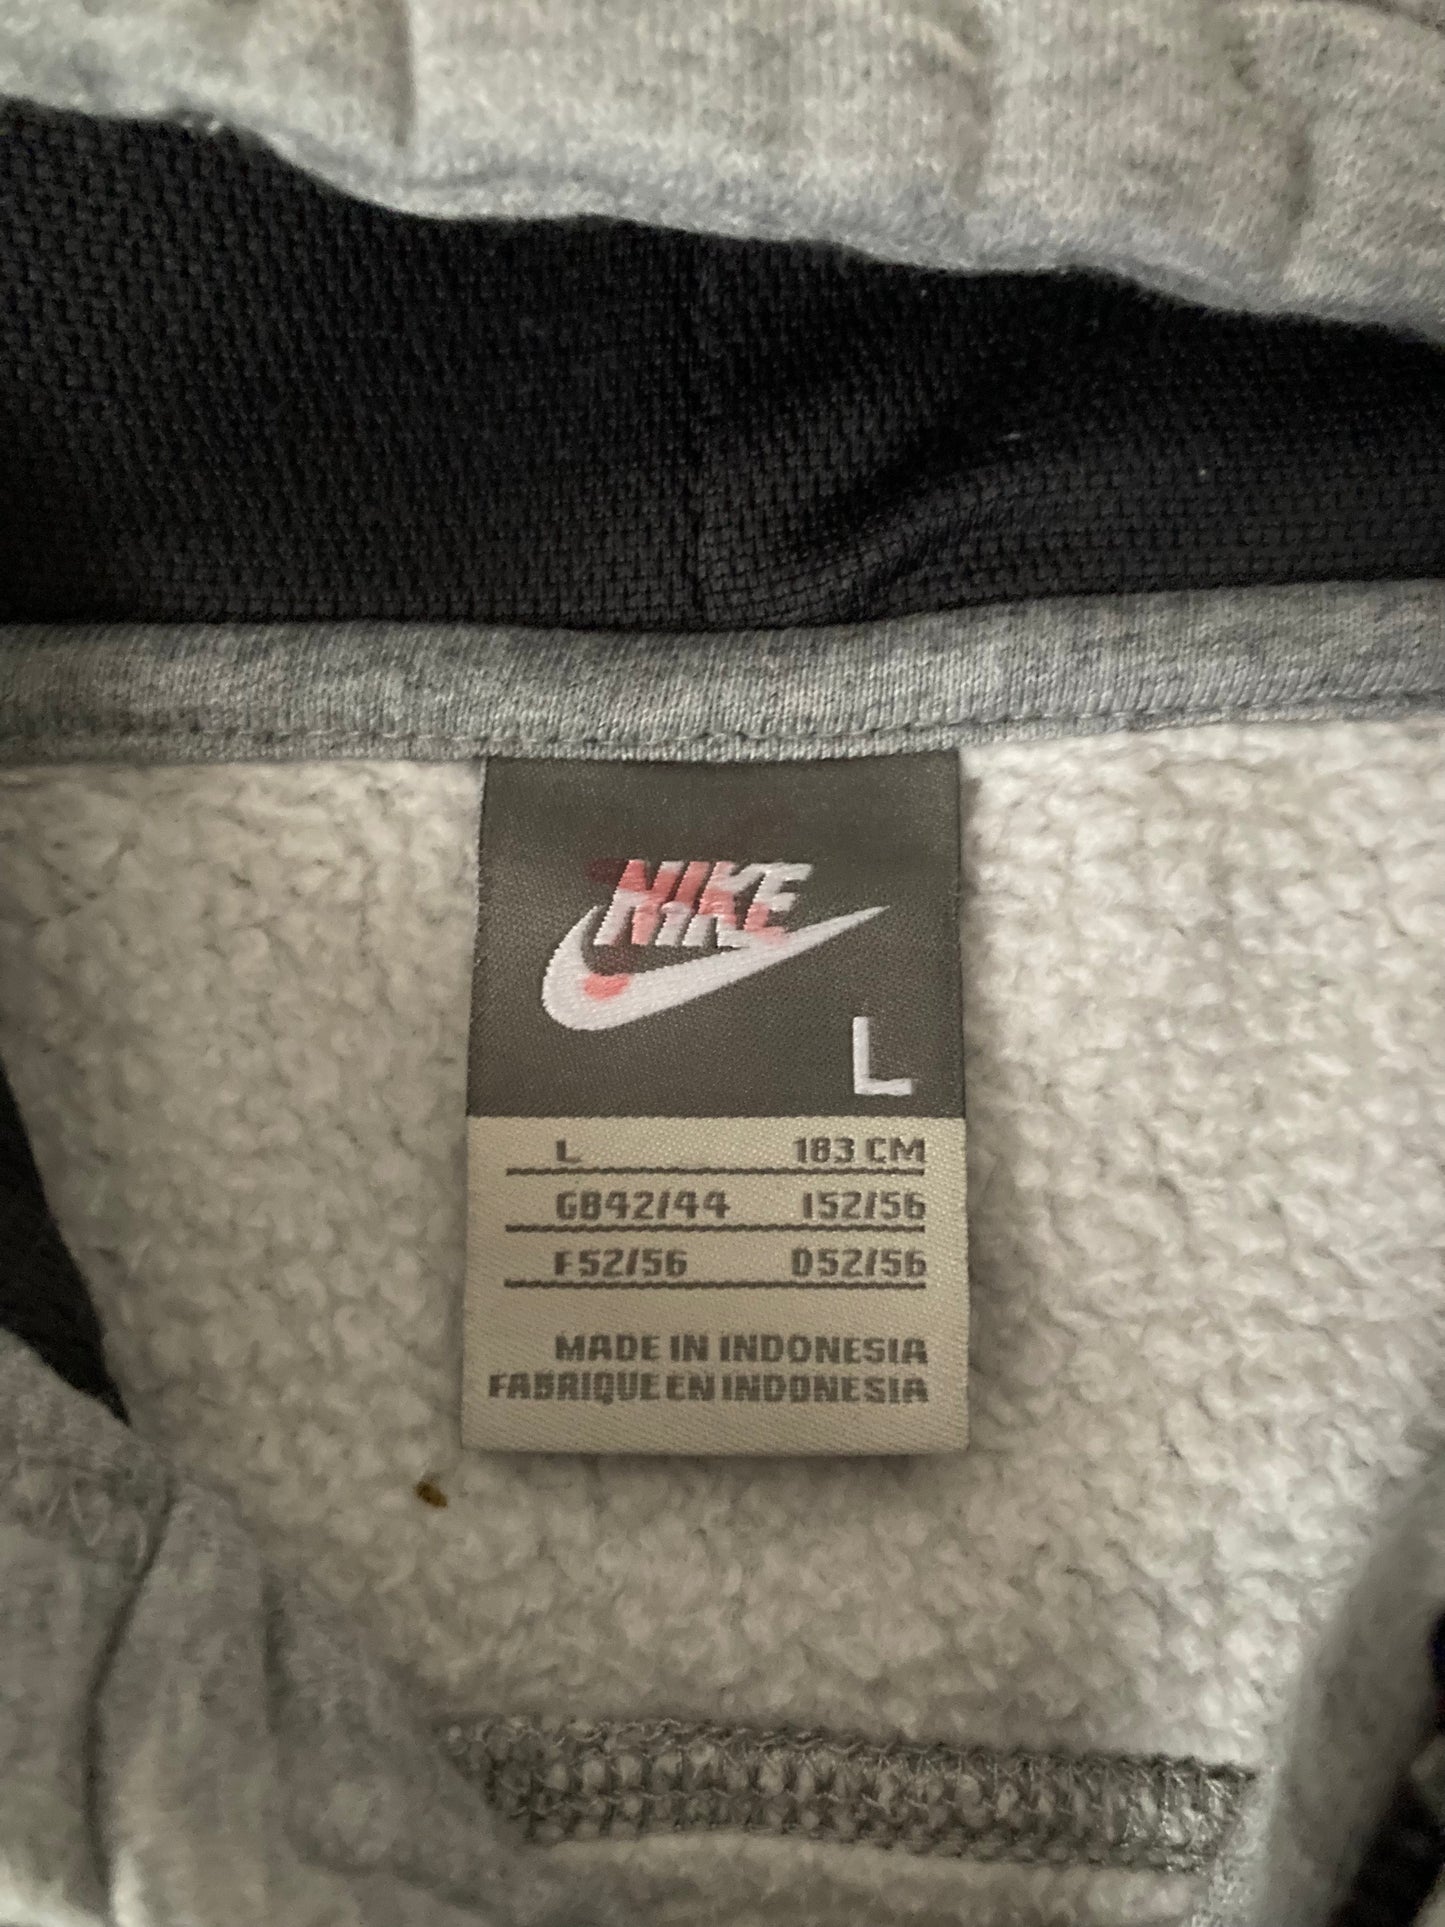 NIKE
L
L 183 CM
GB42/44 I52/56
F52/56 D52/56
MADE IN INDONESIA
FABRIQUE EN INDONESIA